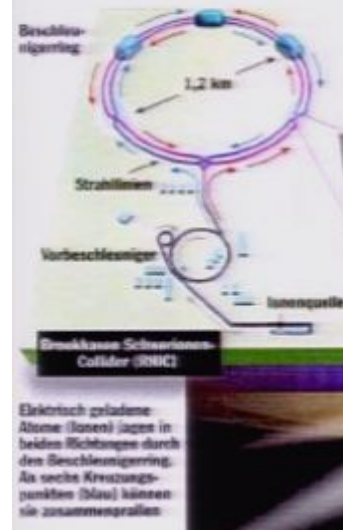 Beschleu-
nigerring
1,2 km
Strahllinien
Vorbeschleuniger
Ionenquelle
Brookhaven Schwerionen-
Collider (RHIC)
Elektrisch geladene
Atome (Ionen) jagen in
beiden Richtungen durch
den Beschleunigerring.
An sechs Kreuzungs-
punkten (blau) können
sie zusammenprallen